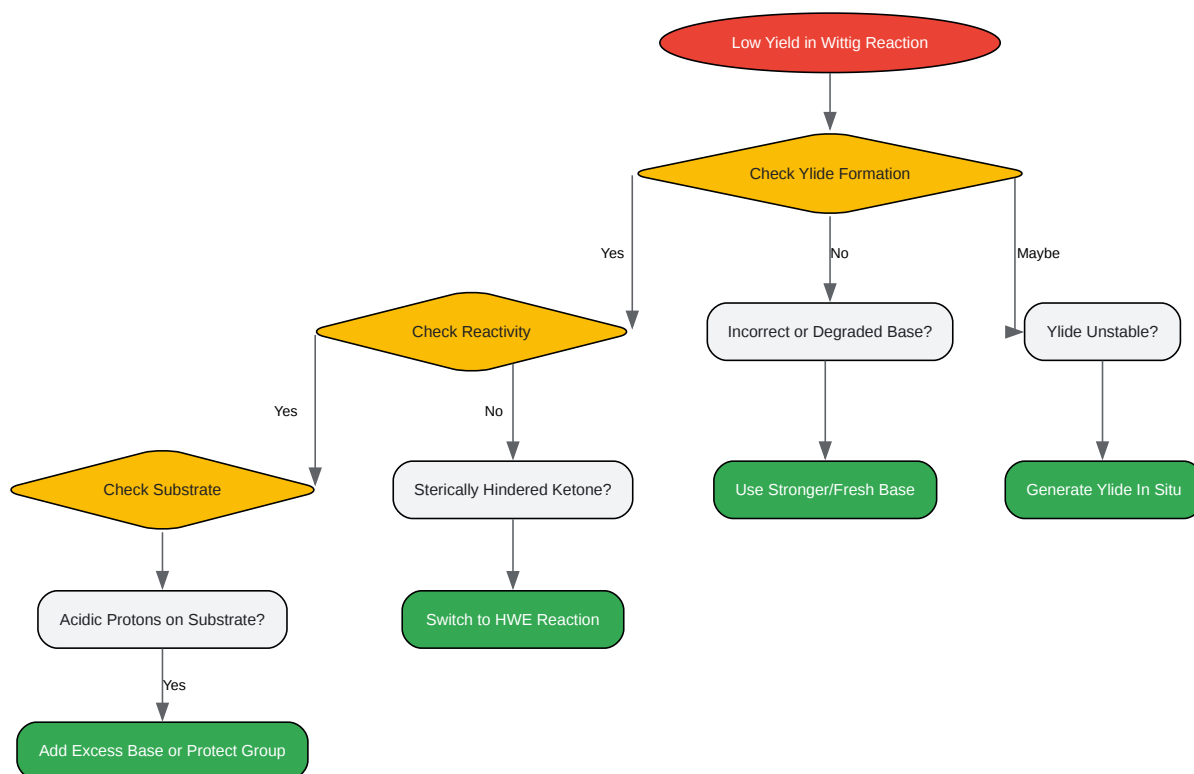 Low Yield in Wittig Reaction
Check Ylide Formation
Yes
No
Maybe
Check Reactivity
Incorrect or Degraded Base?
Ylide Unstable?
Yes
No
Check Substrate
Sterically Hindered Ketone?
Use Stronger/Fresh Base
Generate Ylide In Situ
Acidic Protons on Substrate?
Switch to HWE Reaction
Yes
Add Excess Base or Protect Group